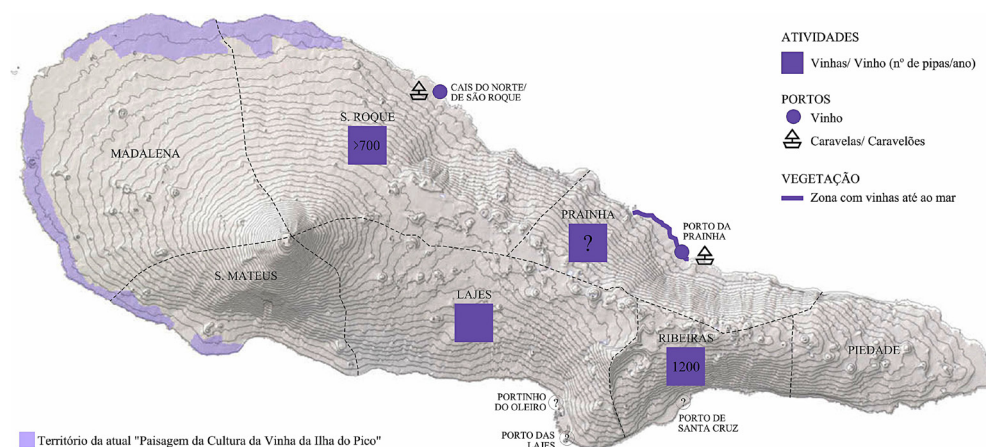 ATIVIDADES
Vinhas/ Vinho (nº de pipas/ano)
PORTOS
Vinho
Caravelas/ Caravelões
VEGETAÇÃO
Zona com vinhas até ao mar
CAIS DO NORTE/
DE SÃO ROQUE
S. ROQUE
>700
MADALENA
PRAINHA
?
PORTO DA
PRAINHA
S. MATEUS
LAJES
RIBEIRAS
1200
PIEDADE
PORTINHO
DO OLEIRO
?
PORTO DAS
LAJES
?
?
PORTO DE
SANTA CRUZ
Território da atual "Paisagem da Cultura da Vinha da Ilha do Pico"